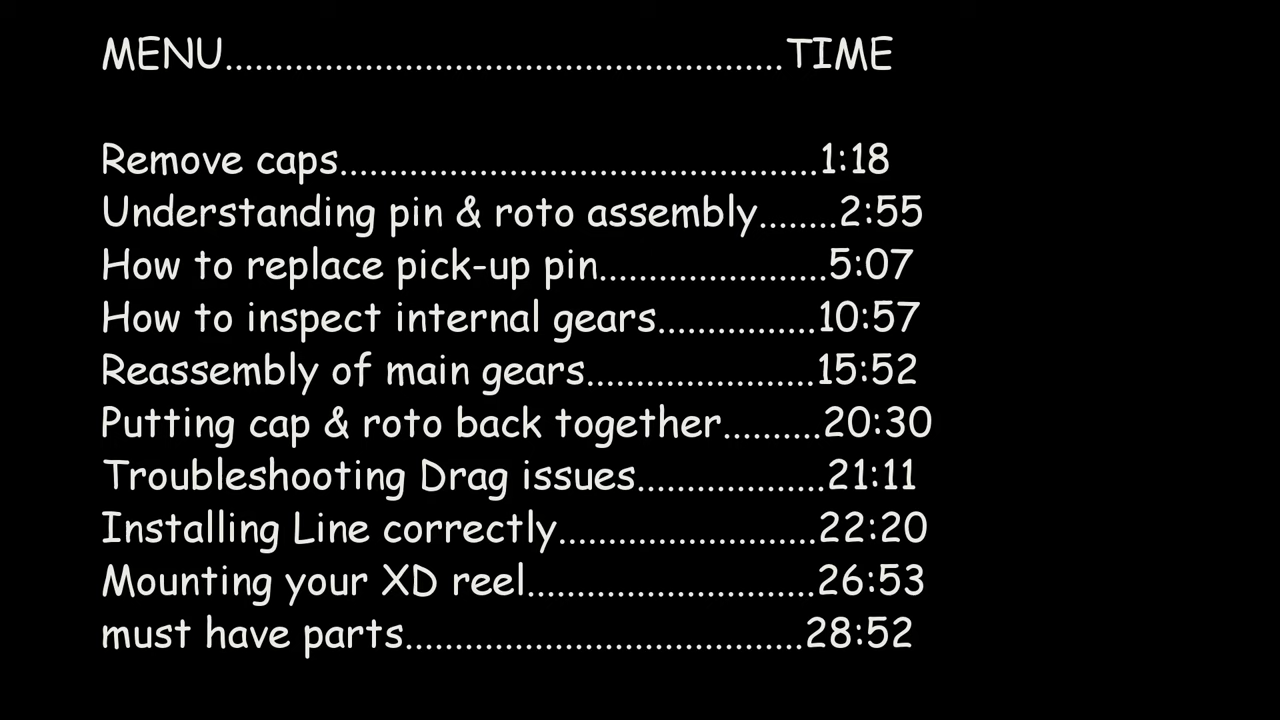 MENU........................................................TIME
Remove caps................................................1:18
Understanding pin & roto assembly........2:55
How to replace pick-up pin.......................5:07
How to inspect internal gears................10:57
Reassembly of main gears.......................15:52
Putting cap & roto back together..........20:30
Troubleshooting Drag issues...................21:11
Installing Line correctly..........................22:20
Mounting your XD reel.............................26:53
must have parts........................................28:52